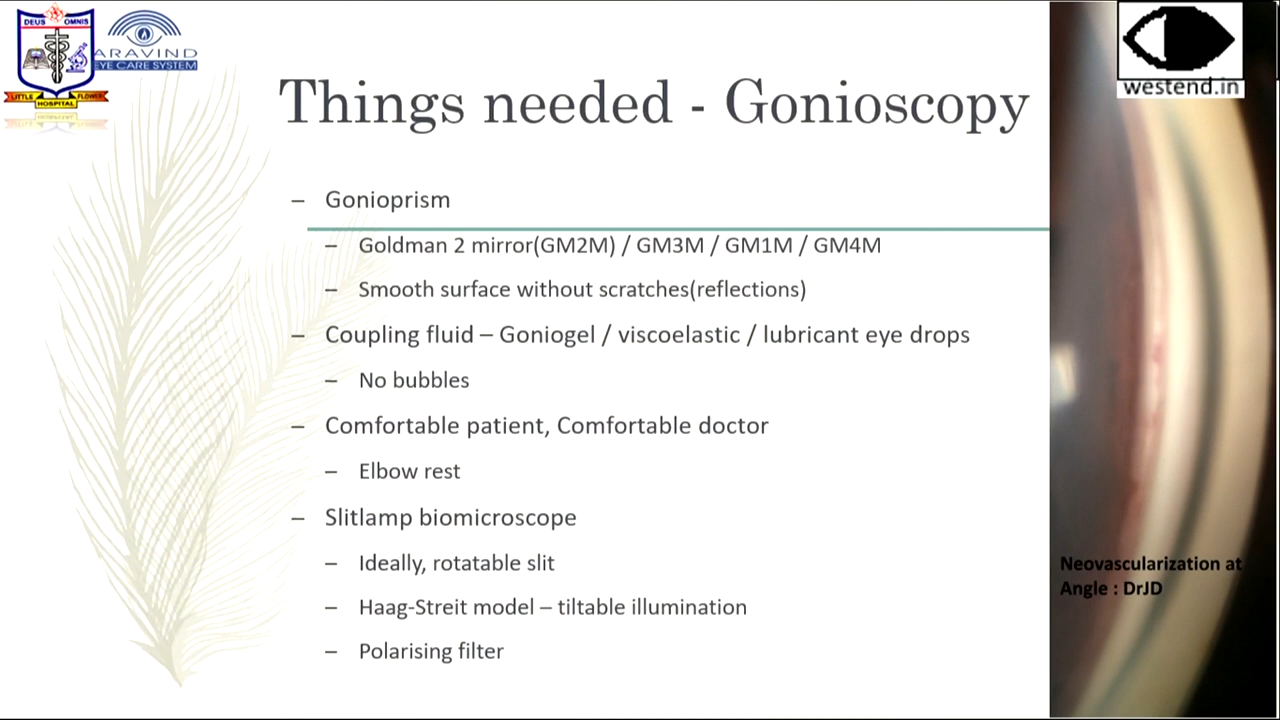 DEUS OMNIS
LITTLE FLOWER
HOSPITAL
ARAVIND
EYE CARE SYSTEM
westend.in
Things needed - Gonioscopy
– Gonioprism
– Goldman 2 mirror(GM2M) / GM3M / GM1M / GM4M
– Smooth surface without scratches(reflections)
– Coupling fluid – Goniogel / viscoelastic / lubricant eye drops
– No bubbles
– Comfortable patient, Comfortable doctor
– Elbow rest
– Slitlamp biomicroscope
– Ideally, rotatable slit
– Haag-Streit model – tiltable illumination
– Polarising filter
Neovascularization at
Angle : DrJD